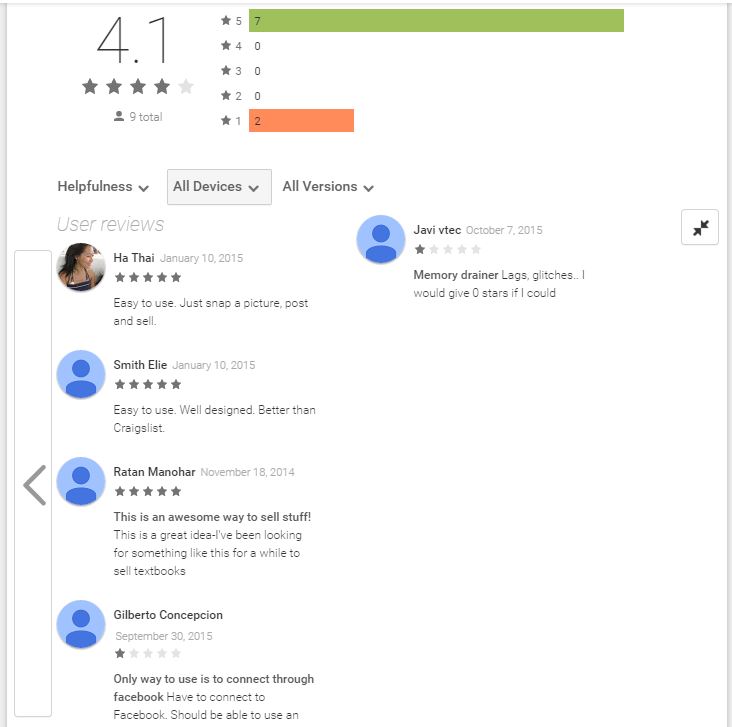 4.1
9 total
5 7
4 0
3 0
2 0
1 2
Helpfulness All Devices All Versions
User reviews
Ha Thai January 10, 2015
Easy to use. Just snap a picture, post
and sell.
Smith Elie January 10, 2015
Easy to use. Well designed. Better than
Craigslist.
Ratan Manohar November 18, 2014
This is an awesome way to sell stuff!
This is a great idea-I've been looking
for something like this for a while to
sell textbooks
Gilberto Concepcion
September 30, 2015
Only way to use is to connect through
facebook Have to connect to
Facebook. Should be able to use an
Javi vtec October 7, 2015
Memory drainer Lags, glitches.. I
would give 0 stars if I could